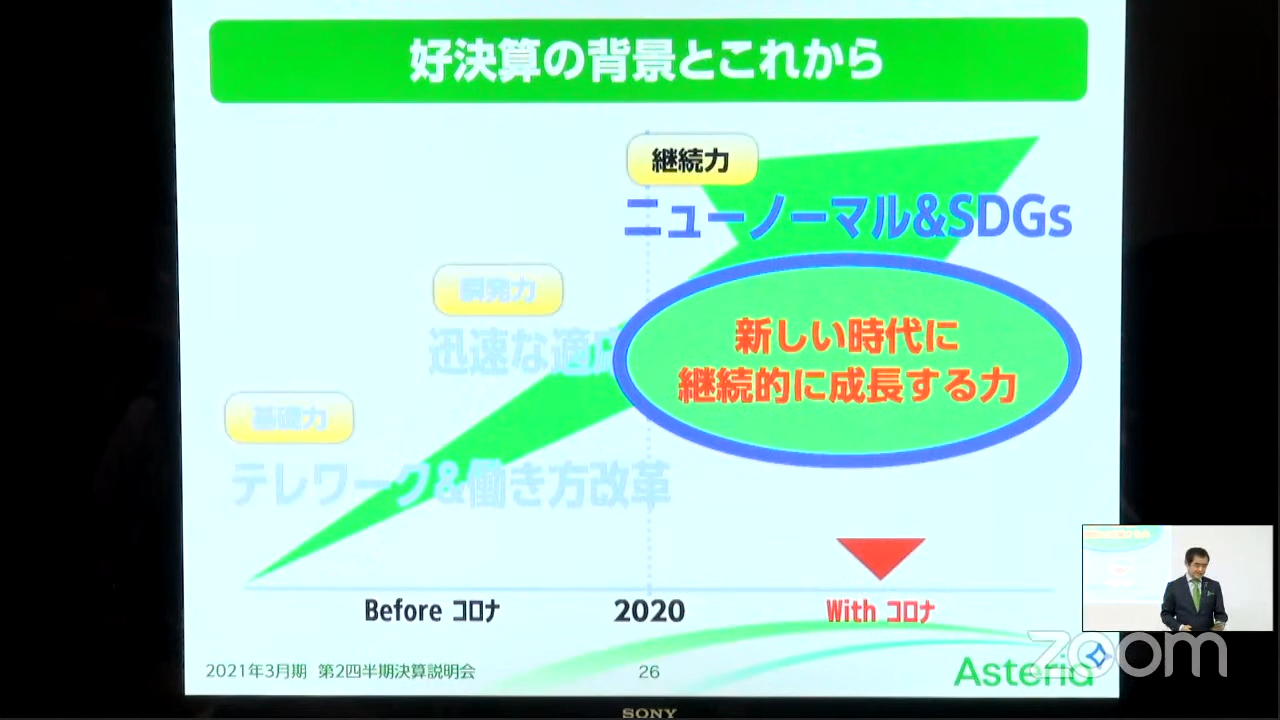 好決算の背景とこれから
継続力
ニューノーマル&SDGs
瞬発力
迅速な適応
新しい時代に
継続的に成長する力
基礎力
テレワーク&働き方改革
Before コロナ
2020
With コロナ
2021年3月期 第2四半期決算説明会
26
Asteria
zoom
SONY